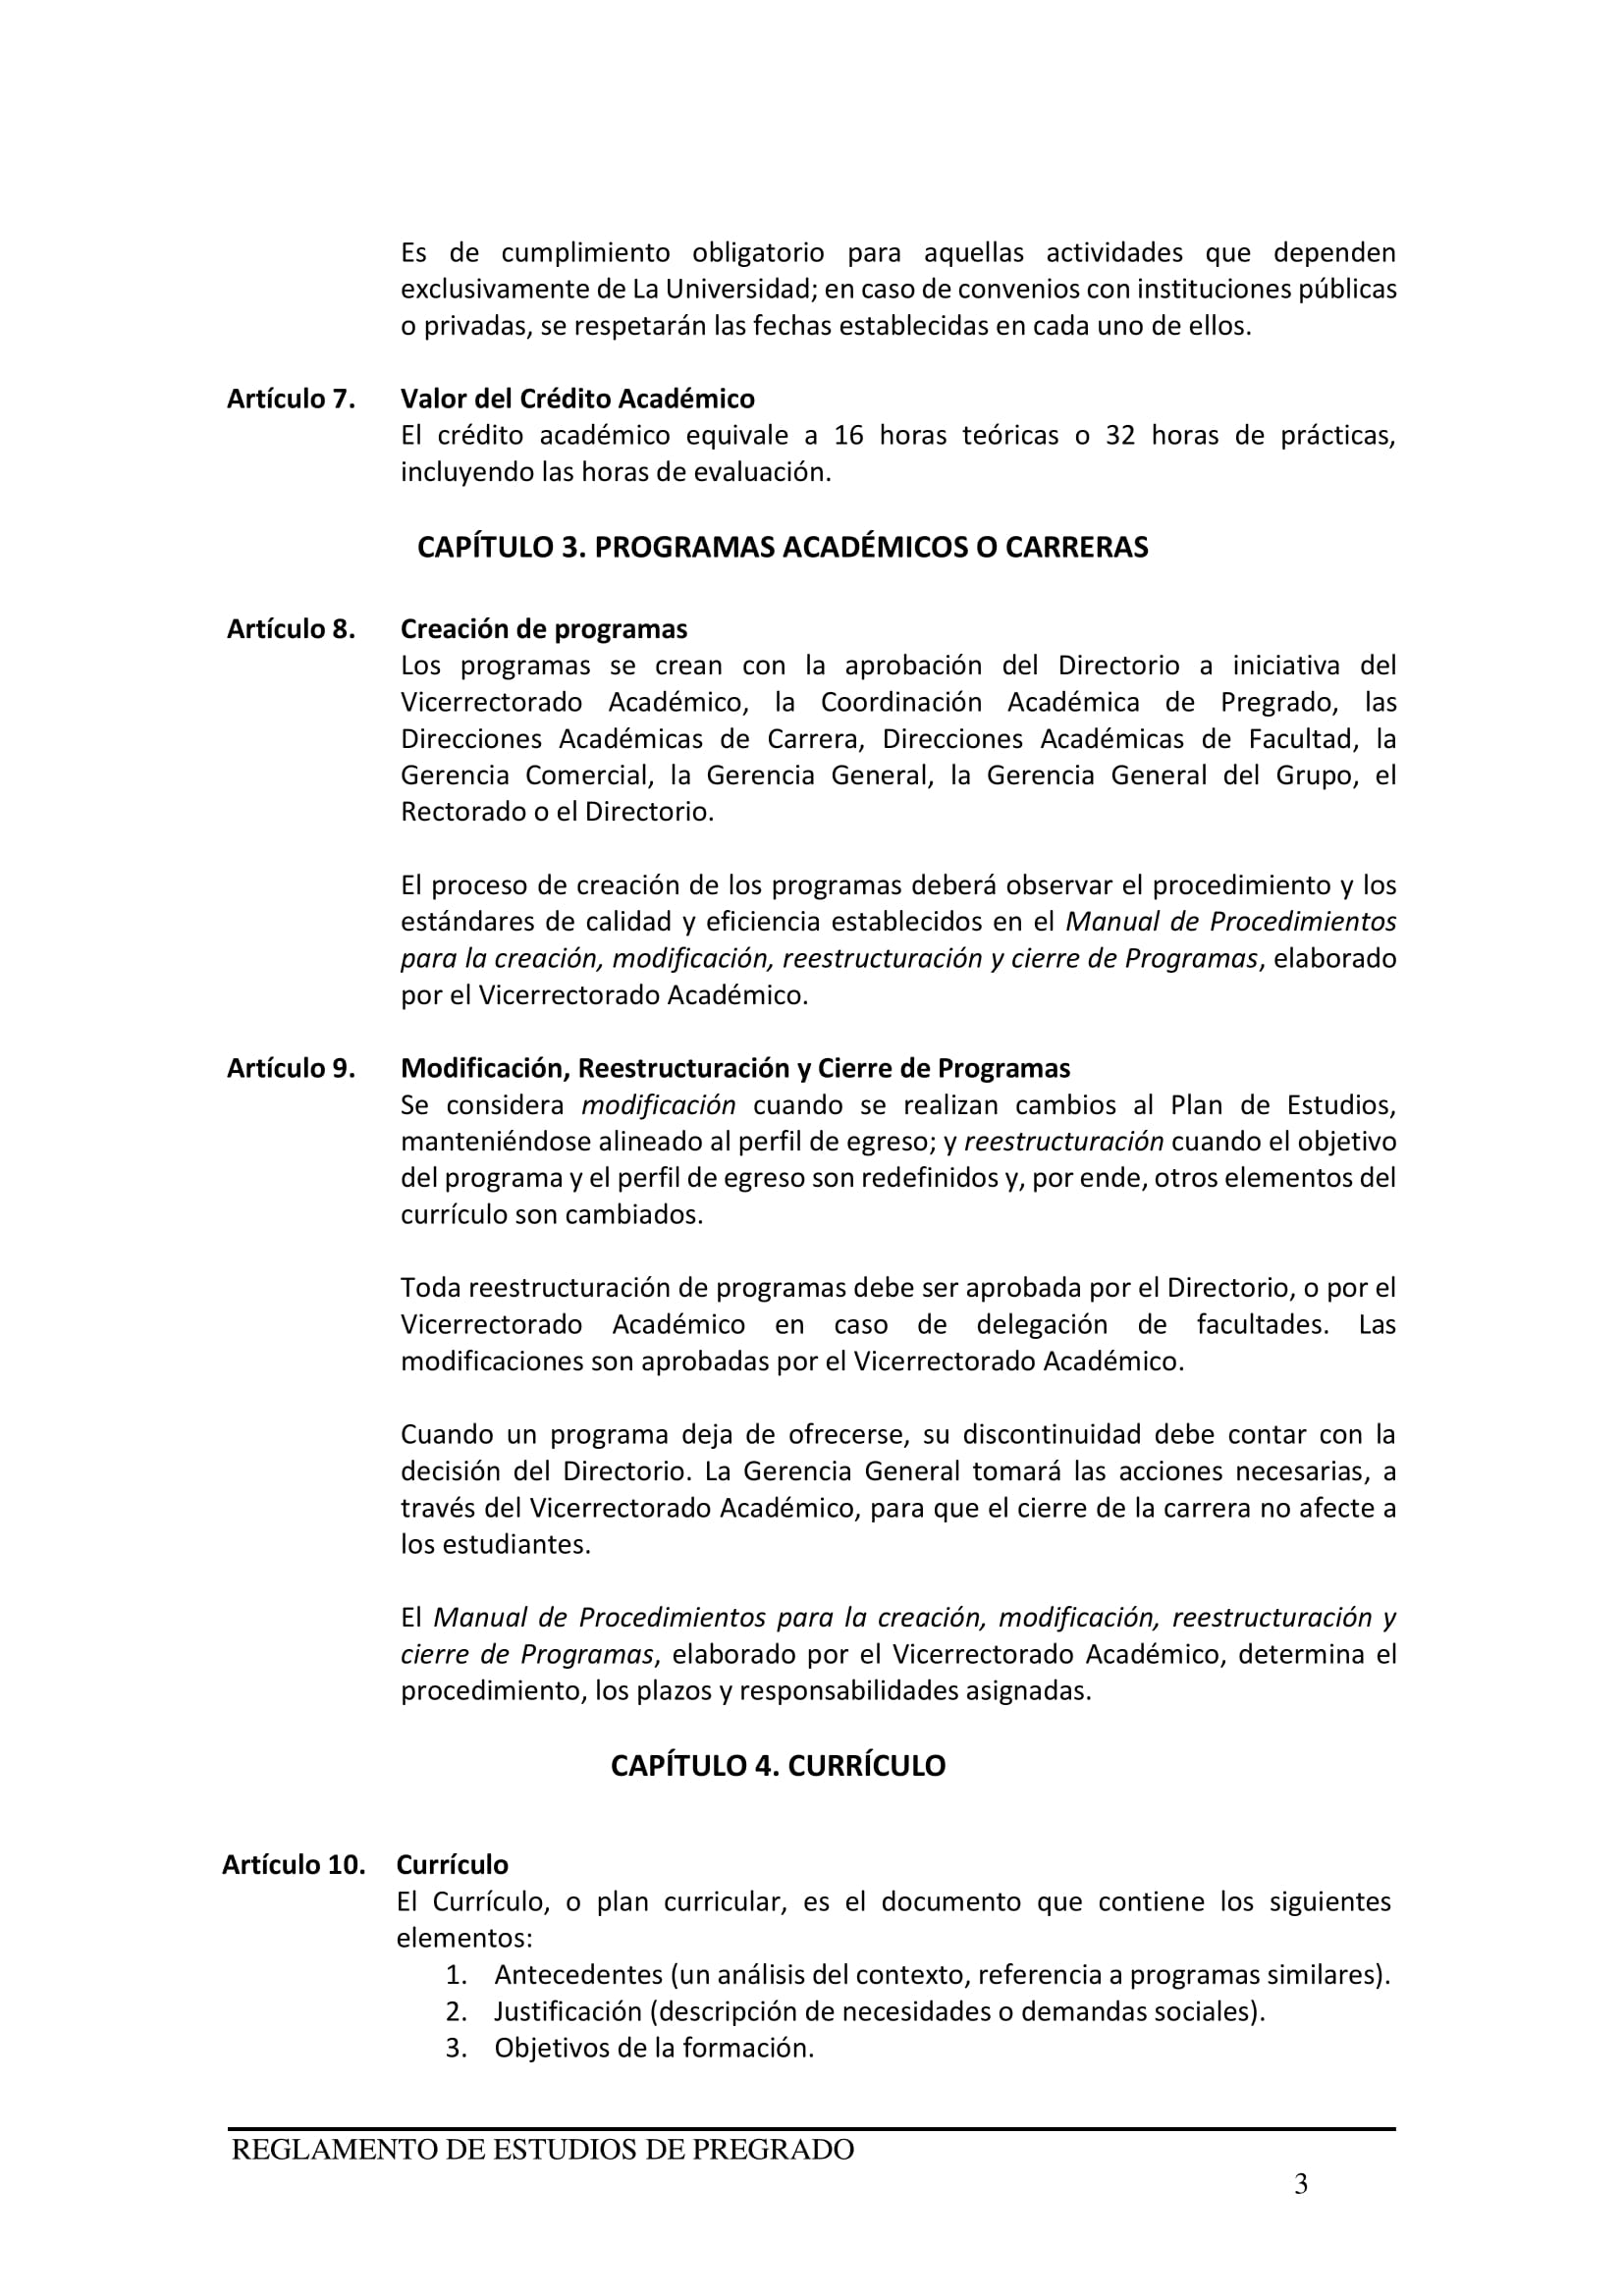 Es de cumplimiento obligatorio para aquellas actividades que dependen
exclusivamente de La Universidad; en caso de convenios con instituciones públicas
o privadas, se respetarán las fechas establecidas en cada uno de ellos.
Artículo 7. Valor del Crédito Académico
El crédito académico equivale a 16 horas teóricas o 32 horas de prácticas,
incluyendo las horas de evaluación.
CAPÍTULO 3. PROGRAMAS ACADÉMICOS O CARRERAS
Artículo 8. Creación de programas
Los programas se crean con la aprobación del Directorio a iniciativa del
Vicerrectorado Académico, la Coordinación Académica de Pregrado, las
Direcciones Académicas de Carrera, Direcciones Académicas de Facultad, la
Gerencia Comercial, la Gerencia General, la Gerencia General del Grupo, el
Rectorado o el Directorio.
El proceso de creación de los programas deberá observar el procedimiento y los
estándares de calidad y eficiencia establecidos en el Manual de Procedimientos
para la creación, modificación, reestructuración y cierre de Programas, elaborado
por el Vicerrectorado Académico.
Artículo 9. Modificación, Reestructuración y Cierre de Programas
Se considera modificación cuando se realizan cambios al Plan de Estudios,
manteniéndose alineado al perfil de egreso; y reestructuración cuando el objetivo
del programa y el perfil de egreso son redefinidos y, por ende, otros elementos del
currículo son cambiados.
Toda reestructuración de programas debe ser aprobada por el Directorio, o por el
Vicerrectorado Académico en caso de delegación de facultades. Las
modificaciones son aprobadas por el Vicerrectorado Académico.
Cuando un programa deja de ofrecerse, su discontinuidad debe contar con la
decisión del Directorio. La Gerencia General tomará las acciones necesarias, a
través del Vicerrectorado Académico, para que el cierre de la carrera no afecte a
los estudiantes.
El Manual de Procedimientos para la creación, modificación, reestructuración y
cierre de Programas, elaborado por el Vicerrectorado Académico, determina el
procedimiento, los plazos y responsabilidades asignadas.
CAPÍTULO 4. CURRÍCULO
Artículo 10. Currículo
El Currículo, o plan curricular, es el documento que contiene los siguientes
elementos:
1. Antecedentes (un análisis del contexto, referencia a programas similares).
2. Justificación (descripción de necesidades o demandas sociales).
3. Objetivos de la formación.
REGLAMENTO DE ESTUDIOS DE PREGRADO
3